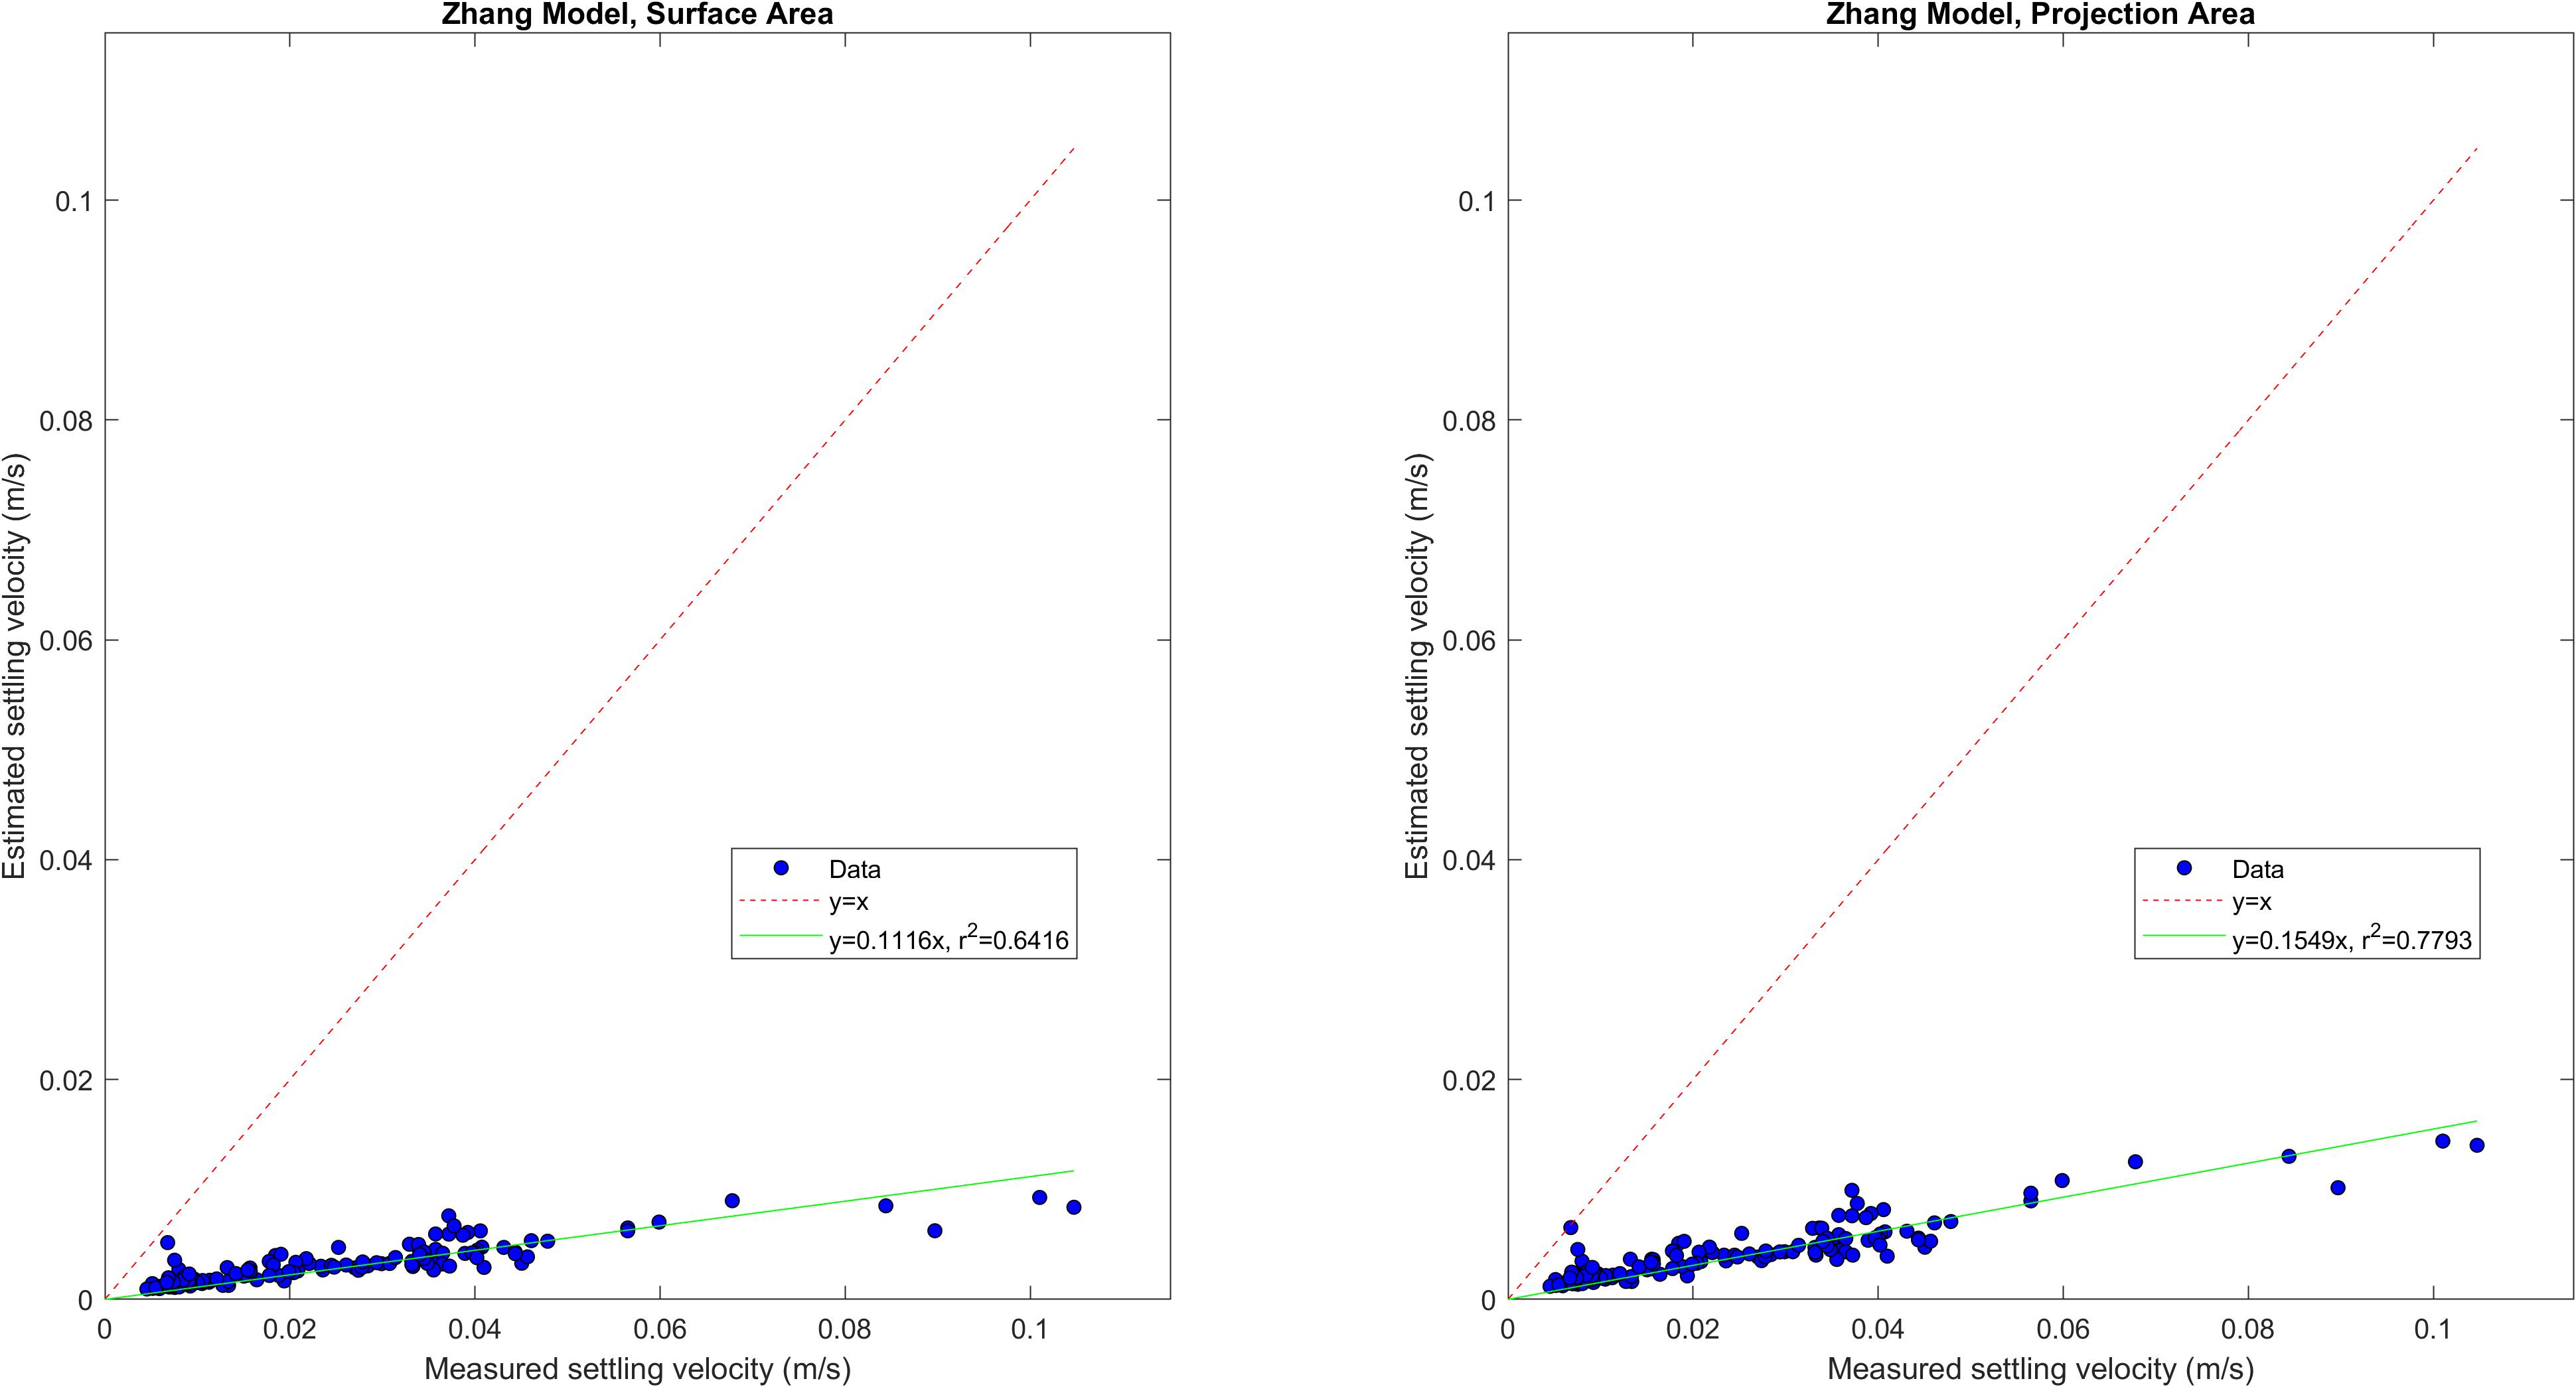 Zhang Model, Surface Area
Estimated settling velocity (m/s)
0.1
0.08
0.06
0.04
0.02
0
0 0.02 0.04 0.06 0.08 0.1
Measured settling velocity (m/s)
Data
y=x
y=0.1116x, r²=0.6416
Zhang Model, Projection Area
Estimated settling velocity (m/s)
0.1
0.08
0.06
0.04
0.02
0
0 0.02 0.04 0.06 0.08 0.1
Measured settling velocity (m/s)
Data
y=x
y=0.1549x, r²=0.7793